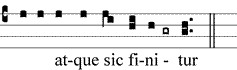 at-que sic fi-ni - tur